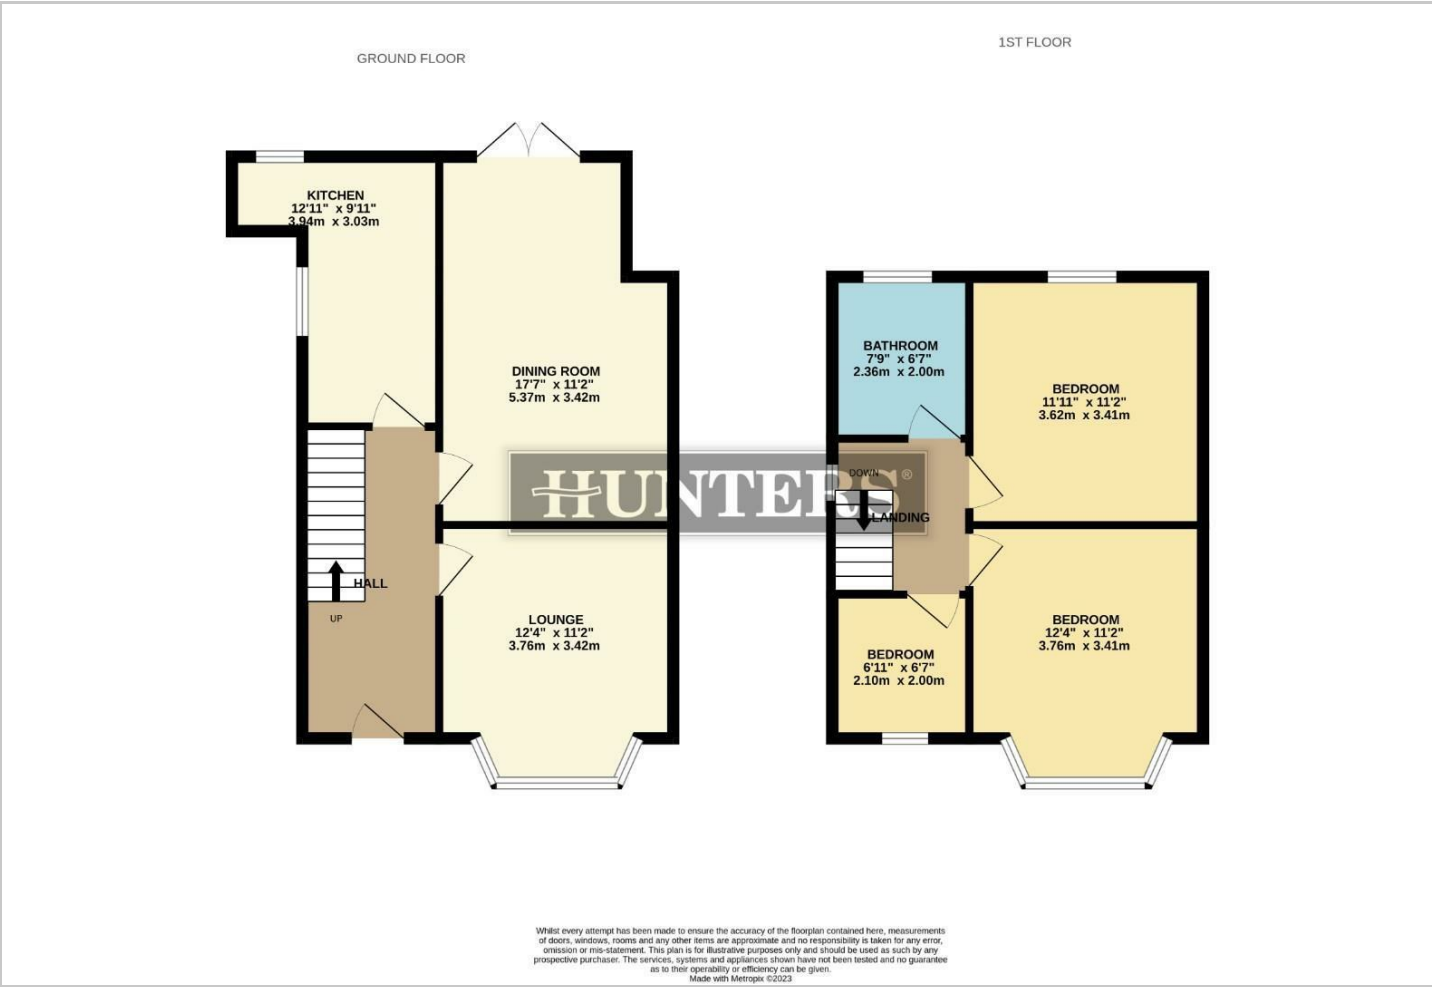 GROUND FLOOR
KITCHEN
12'11" x 9'11"
3.94m x 3.03m
DINING ROOM
17'7" x 11'2"
5.37m x 3.42m
HALL
UP
LOUNGE
12'4" x 11'2"
3.76m x 3.42m
HUNTERS®
1ST FLOOR
BATHROOM
7'9" x 6'7"
2.36m x 2.00m
BEDROOM
11'11" x 11'2"
3.62m x 3.41m
DOWN
LANDING
BEDROOM
12'4" x 11'2"
3.76m x 3.41m
BEDROOM
6'11" x 6'7"
2.10m x 2.00m
Whilst every attempt has been made to ensure the accuracy of the floorplan contained here, measurements
of doors, windows, rooms and any other items are approximate and no responsibility is taken for any error,
omission or mis-statement. This plan is for illustrative purposes only and should be used as such by any
prospective purchaser. The services, systems and appliances shown have not been tested and no guarantee
as to their operability or efficiency can be given.
Made with Metropix ©2023